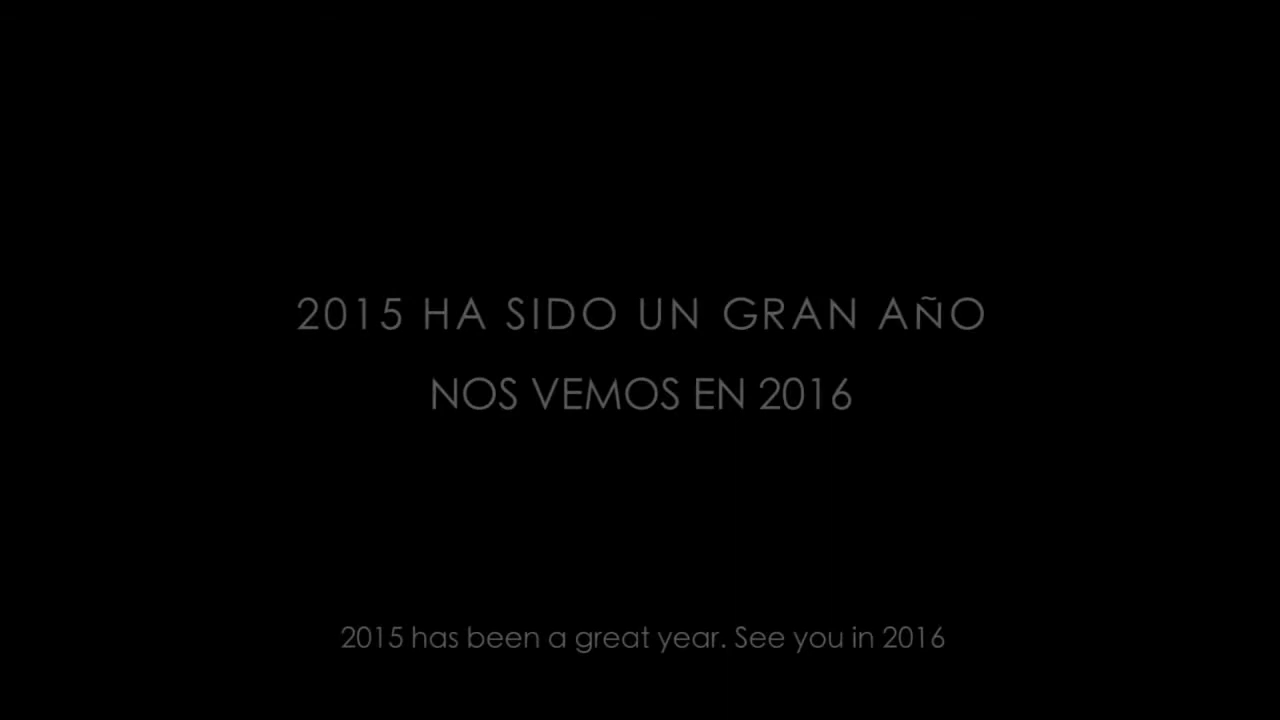 2015 HA SIDO UN GRAN AÑO
NOS VEMOS EN 2016
2015 has been a great year. See you in 2016